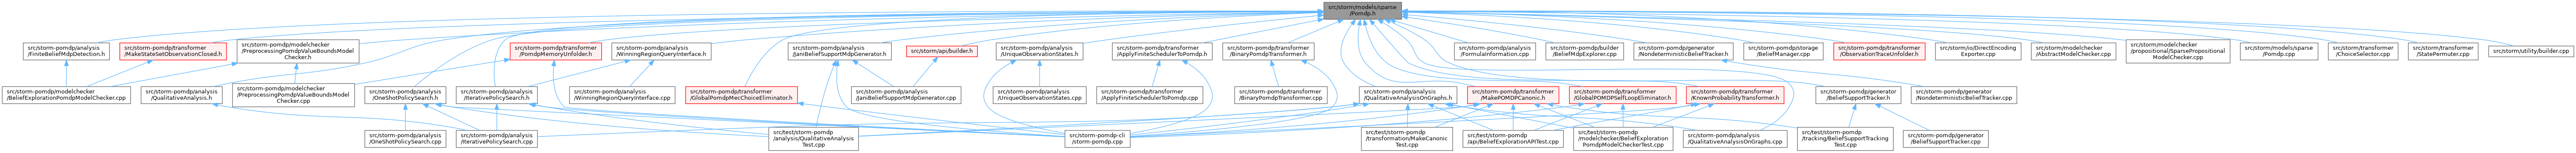 src/storm/models/sparse
/Pomdp.h
src/storm-pomdp/analysis
/FiniteBeliefMdpDetection.h
src/storm-pomdp/transformer
/MakeStateSetObservationClosed.h
src/storm-pomdp/modelchecker
/PreprocessingPomdpValueBoundsModel
Checker.h
src/storm-pomdp/transformer
/PomdpMemoryUnfolder.h
src/storm-pomdp/analysis
/WinningRegionQueryInterface.h
src/storm-pomdp/analysis
/JaniBeliefSupportMdpGenerator.h
src/storm/api/builder.h
src/storm-pomdp/analysis
/UniqueObservationStates.h
src/storm-pomdp/transformer
/ApplyFiniteSchedulerToPomdp.h
src/storm-pomdp/transformer
/BinaryPomdpTransformer.h
src/storm-pomdp/analysis
/FormulaInformation.cpp
src/storm-pomdp/builder
/BeliefMdpExplorer.cpp
src/storm-pomdp/generator
/NondeterministicBeliefTracker.h
src/storm-pomdp/storage
/BeliefManager.cpp
src/storm-pomdp/transformer
/ObservationTraceUnfolder.h
src/storm/io/DirectEncoding
Exporter.cpp
src/storm/modelchecker
/AbstractModelChecker.cpp
src/storm/modelchecker
/propositional/SparsePropositional
ModelChecker.cpp
src/storm/models/sparse
/Pomdp.cpp
src/storm/transformer
/ChoiceSelector.cpp
src/storm/transformer
/StatePermuter.cpp
src/storm/utility/builder.cpp
src/storm-pomdp/modelchecker
/BeliefExplorationPomdpModelChecker.cpp
src/storm-pomdp/analysis
/QualitativeAnalysis.h
src/storm-pomdp/modelchecker
/PreprocessingPomdpValueBoundsModel
Checker.cpp
src/storm-pomdp/analysis
/OneShotPolicySearch.h
src/storm-pomdp/analysis
/IterativePolicySearch.h
src/storm-pomdp/analysis
/WinningRegionQueryInterface.cpp
src/storm-pomdp/transformer
/GlobalPomdpMecChoiceEliminator.h
src/storm-pomdp/analysis
/JaniBeliefSupportMdpGenerator.cpp
src/storm-pomdp/analysis
/UniqueObservationStates.cpp
src/storm-pomdp/transformer
/ApplyFiniteSchedulerToPomdp.cpp
src/storm-pomdp/transformer
/BinaryPomdpTransformer.cpp
src/storm-pomdp/analysis
/QualitativeAnalysisOnGraphs.h
src/storm-pomdp/transformer
/MakePOMDPCanonic.h
src/storm-pomdp/transformer
/GlobalPOMDPSelfLoopEliminator.h
src/storm-pomdp/transformer
/KnownProbabilityTransformer.h
src/storm-pomdp/generator
/BeliefSupportTracker.h
src/storm-pomdp/generator
/NondeterministicBeliefTracker.cpp
src/storm-pomdp/analysis
/OneShotPolicySearch.cpp
src/storm-pomdp/analysis
/IterativePolicySearch.cpp
src/test/storm-pomdp
/analysis/QualitativeAnalysis
Test.cpp
src/storm-pomdp-cli
/storm-pomdp.cpp
src/test/storm-pomdp
/transformation/MakeCanonic
Test.cpp
src/test/storm-pomdp
/api/BeliefExplorationAPITest.cpp
src/test/storm-pomdp
/modelchecker/BeliefExploration
PomdpModelCheckerTest.cpp
src/storm-pomdp/analysis
/QualitativeAnalysisOnGraphs.cpp
src/test/storm-pomdp
/tracking/BeliefSupportTracking
Test.cpp
src/storm-pomdp/generator
/BeliefSupportTracker.cpp